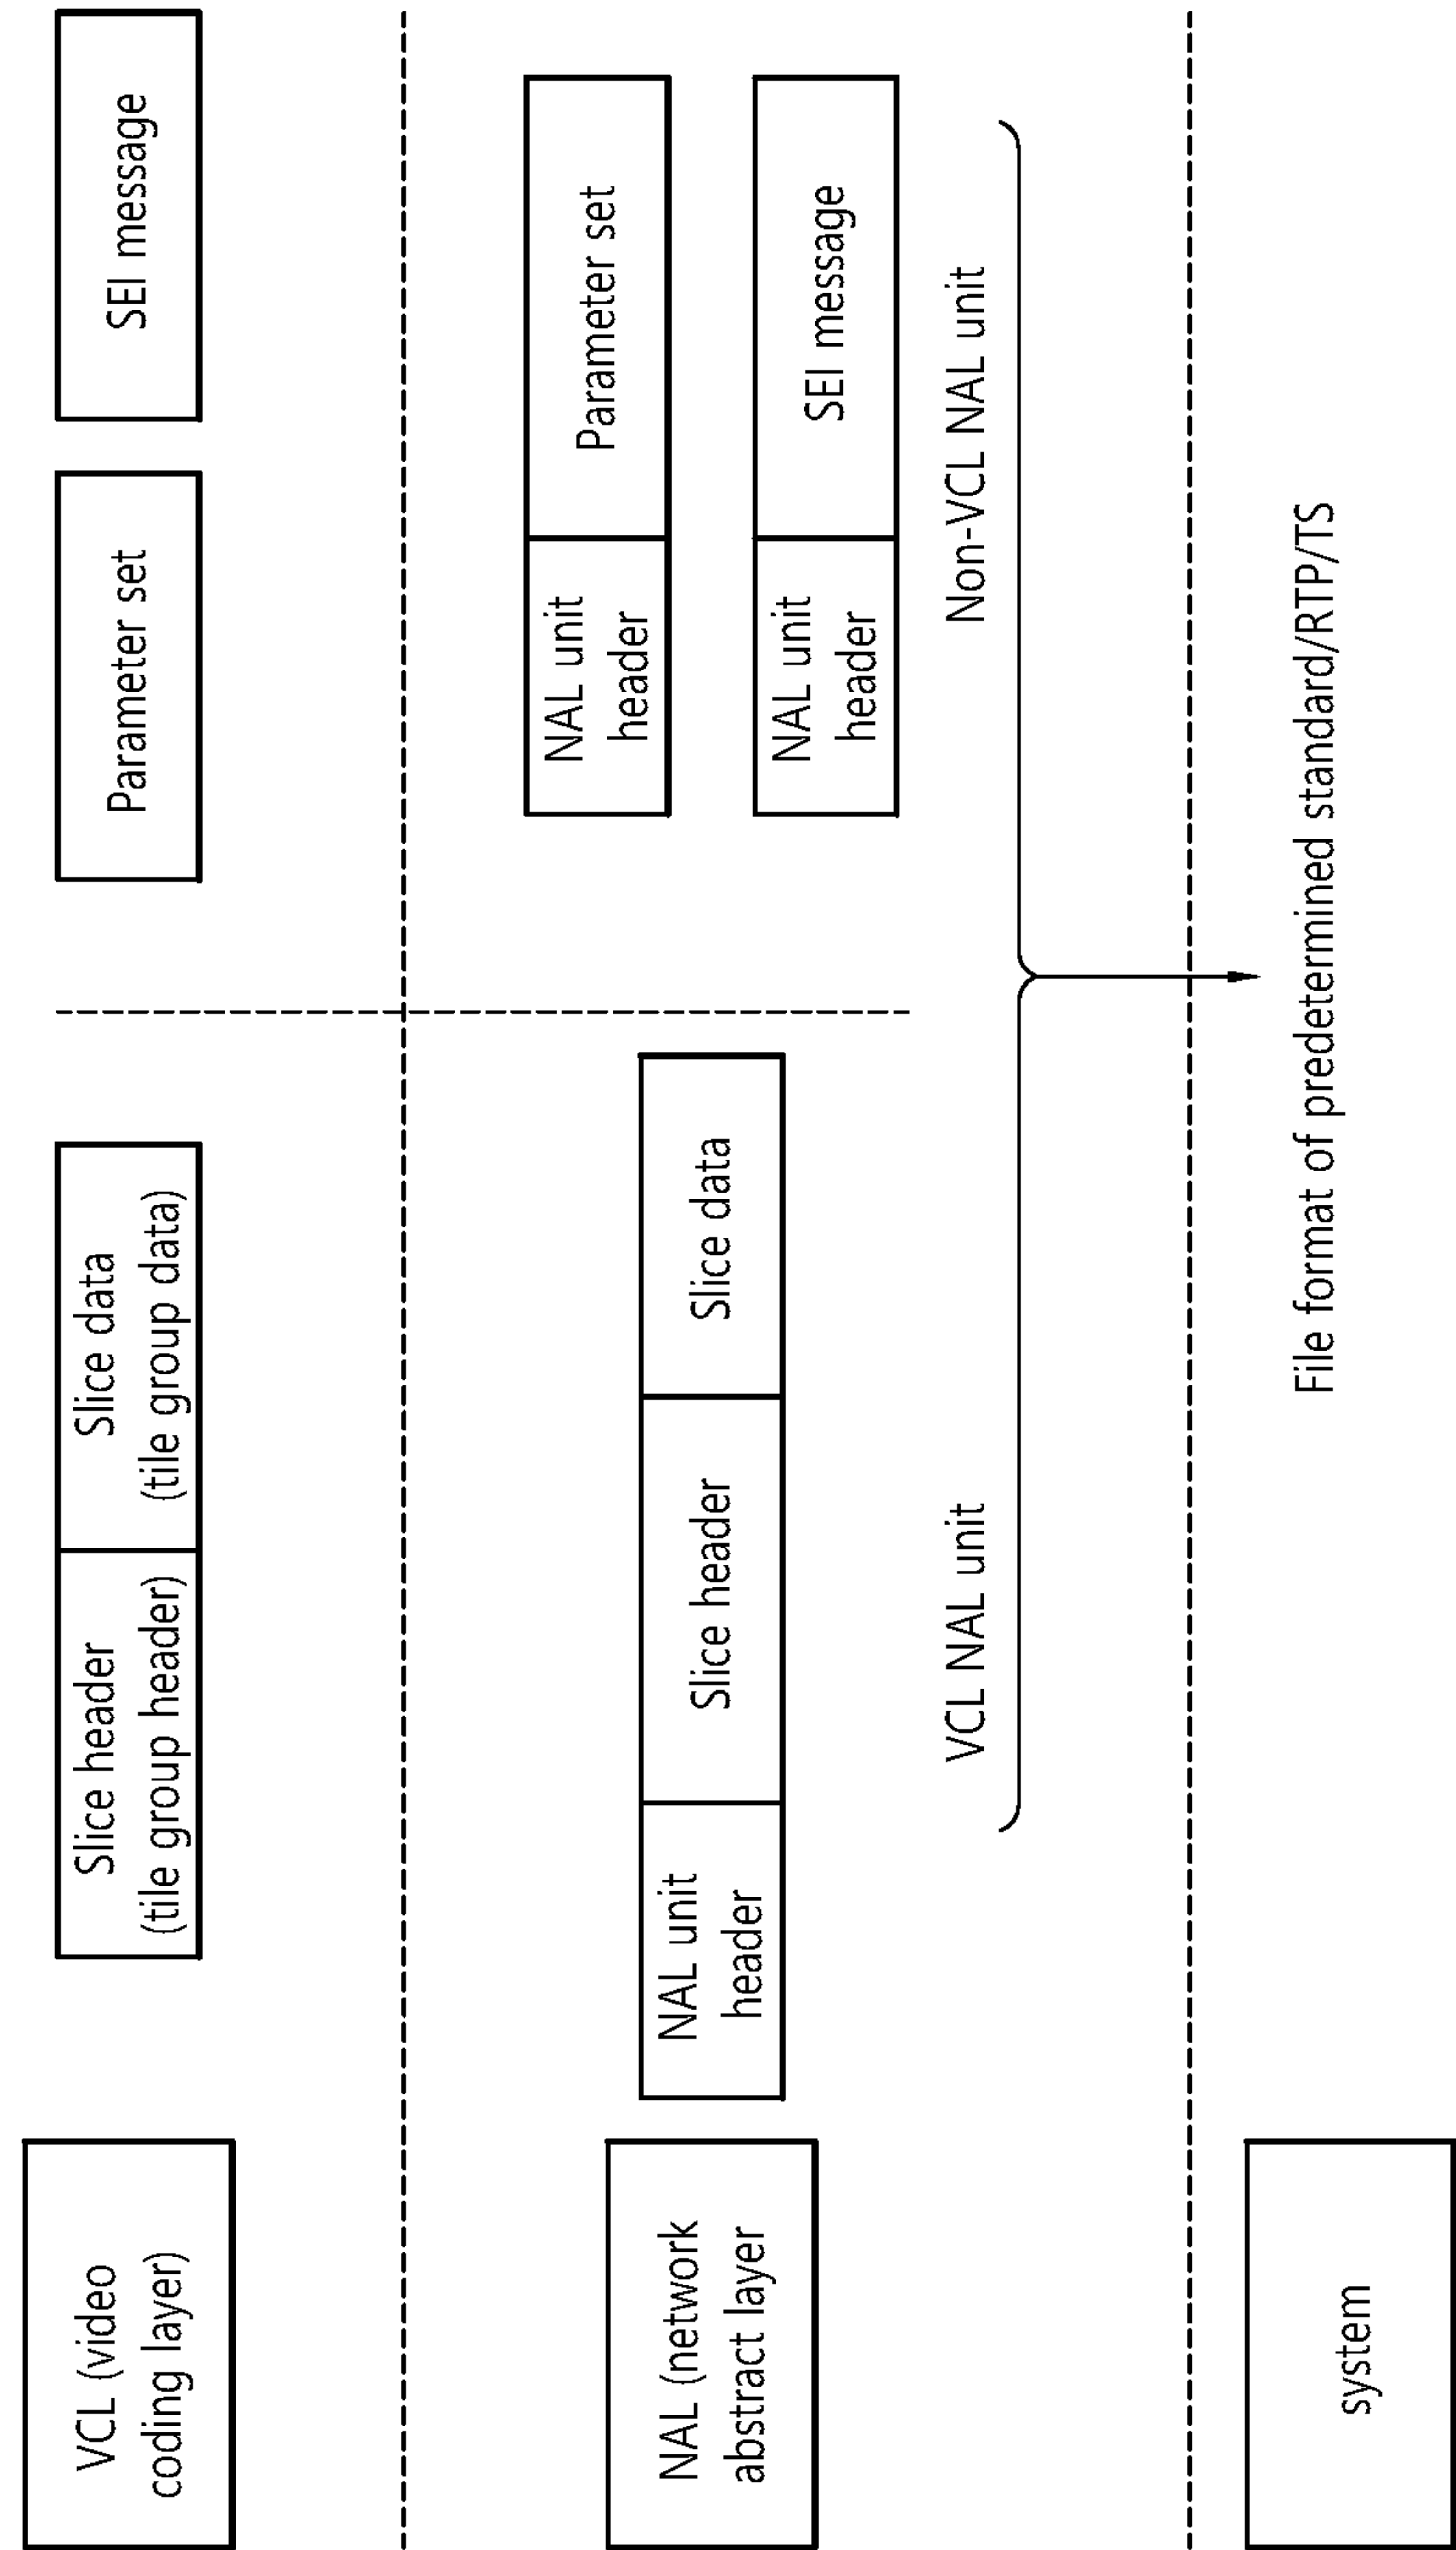 VCL (video
coding layer)
Slice header
(tile group header)
Slice data
(tile group data)
Parameter set
SEI message
NAL (network
abstract layer
NAL unit
header
Slice header
Slice data
NAL unit
header
Parameter set
NAL unit
header
SEI message
VCL NAL unit
Non-VCL NAL unit
system
File format of predetermined standard/RTP/TS